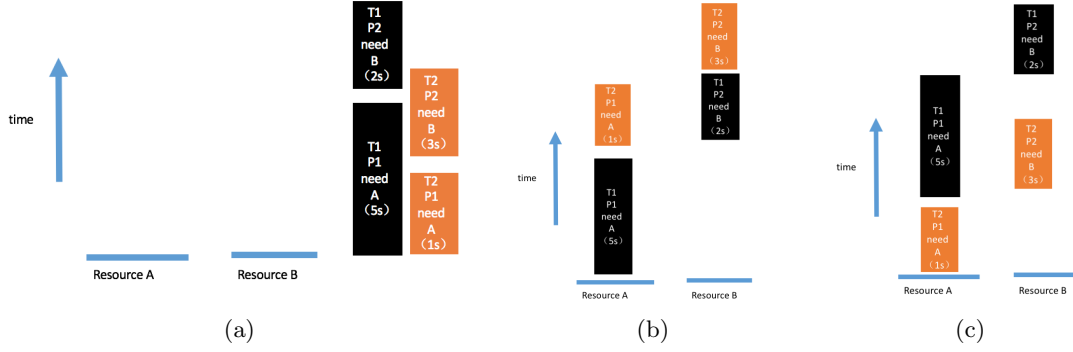 time
T1
P2
need
B
（2s）
T2
P2
need
B
（3s）
T1
P1
need
A
（5s）
T2
P1
need
A
（1s）
Resource A
Resource B
(a)
time
T2
P2
need
B
（3s）
T2
P1
need
A
（1s）
T1
P2
need
B
（2s）
T1
P1
need
A
（5s）
Resource A
Resource B
(b)
time
T1
P2
need
B
（2s）
T1
P1
need
A
（5s）
T2
P2
need
B
（3s）
T2
P1
need
A
（1s）
Resource A
Resource B
(c)